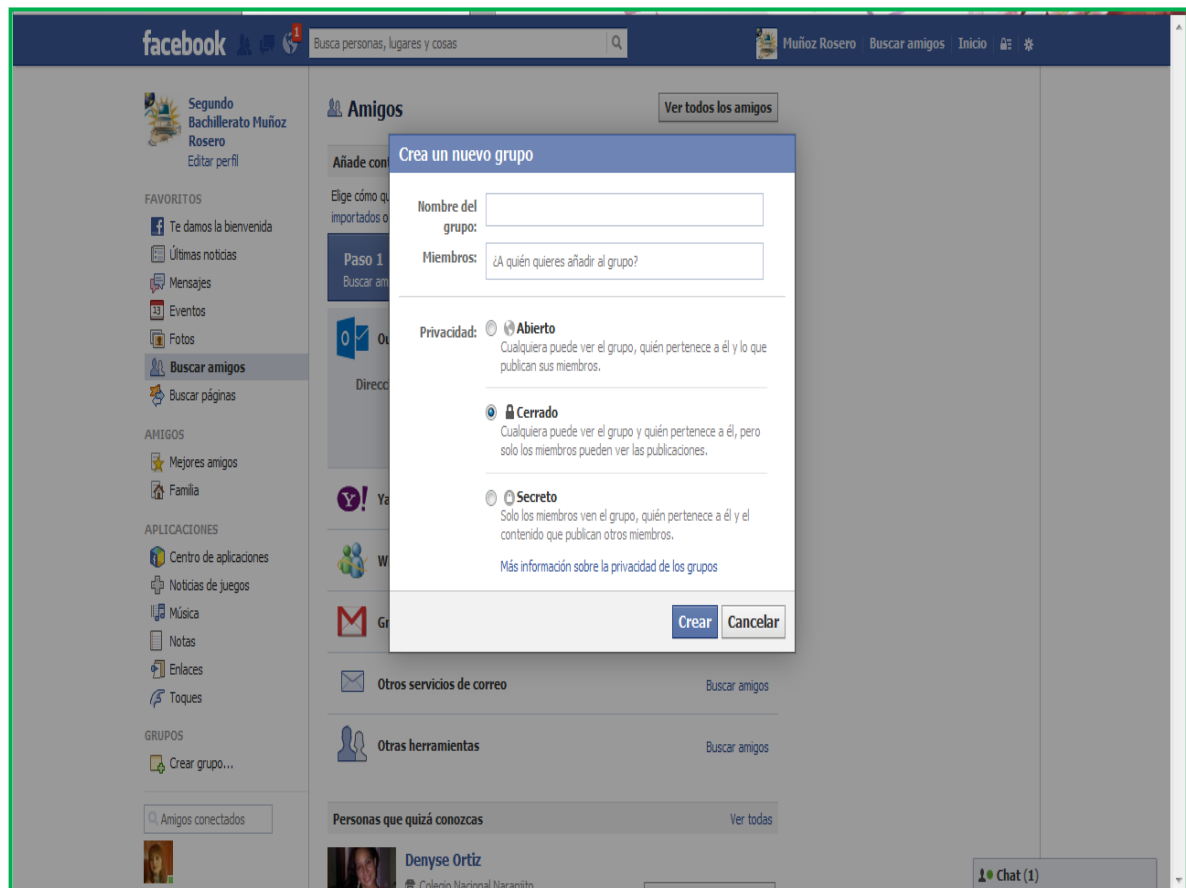 facebook
1
Busca personas, lugares y cosas
Muñoz Rosero
Buscar amigos
Inicio
Segundo
Bachillerato Muñoz
Rosero
Editar perfil
FAVORITOS
Te damos la bienvenida
Últimas noticias
Mensajes
13
Eventos
Fotos
Buscar amigos
Buscar páginas
AMIGOS
Mejores amigos
Familia
APLICACIONES
Centro de aplicaciones
Noticias de juegos
Música
Notas
Enlaces
Toques
GRUPOS
Crear grupo...
Amigos conectados
Amigos
Ver todos los amigos
Añade
Elige cómo
importados
Paso 1
Buscar
Crea un nuevo grupo
Nombre del
grupo:
Miembros:
¿A quién quieres añadir al grupo?
Privacidad:
Abierto
Cualquiera puede ver el grupo, quién pertenece a él y lo que
publican sus miembros.
Cerrado
Cualquiera puede ver el grupo y quién pertenece a él, pero
solo los miembros pueden ver las publicaciones.
Secreto
Solo los miembros ven el grupo, quién pertenece a él y el
contenido que publican otros miembros.
Más información sobre la privacidad de los grupos
Crear
Cancelar
Otros servicios de correo
Buscar amigos
Otras herramientas
Buscar amigos
Personas que quizá conozcas
Ver todas
Denyse Ortiz
Colegio Nacional Naranjito
Chat (1)